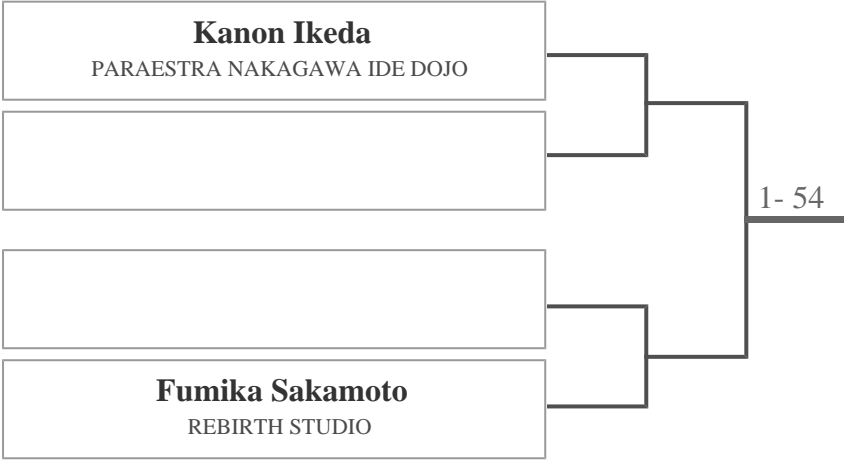 Kanon Ikeda
PARAESTRA NAKAGAWA IDE DOJO
1- 54
Fumika Sakamoto
REBIRTH STUDIO